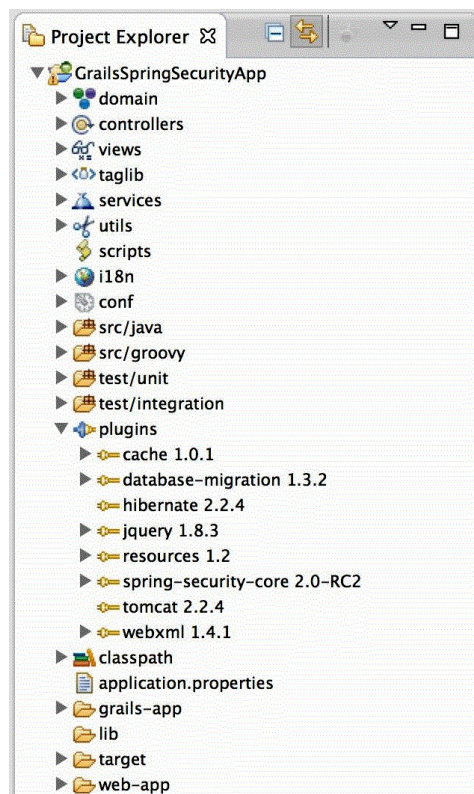 Project Explorer
GrailsSpringSecurityApp
domain
controllers
views
taglib
services
utils
scripts
i18n
conf
src/java
src/groovy
test/unit
test/integration
plugins
cache 1.0.1
database-migration 1.3.2
hibernate 2.2.4
jquery 1.8.3
resources 1.2
spring-security-core 2.0-RC2
tomcat 2.2.4
webxml 1.4.1
classpath
application.properties
grails-app
lib
target
web-app